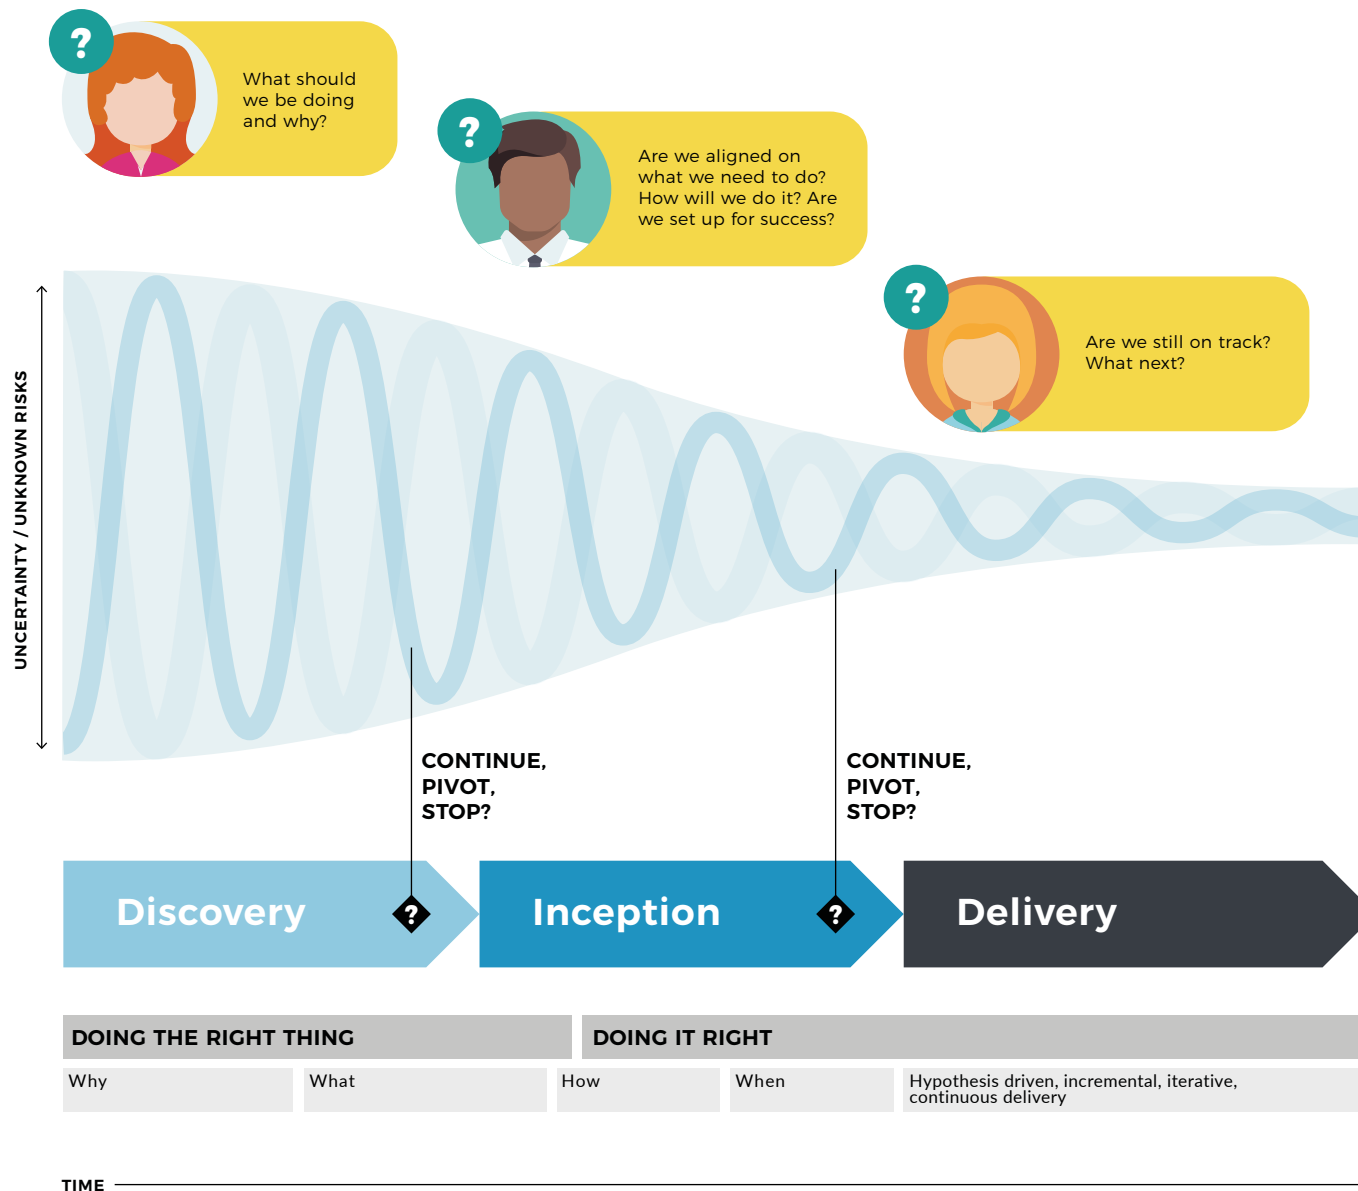 ?
What should
we be doing
and why?
?
Are we aligned on
what we need to do?
How will we do it? Are
we set up for success?
?
Are we still on track?
What next?
UNCERTAINTY / UNKNOWN RISKS
CONTINUE,
PIVOT,
STOP?
CONTINUE,
PIVOT,
STOP?
Discovery
?
Inception
?
Delivery
DOING THE RIGHT THING
DOING IT RIGHT
Why
What
How
When
Hypothesis driven, incremental, iterative,
continuous delivery
TIME